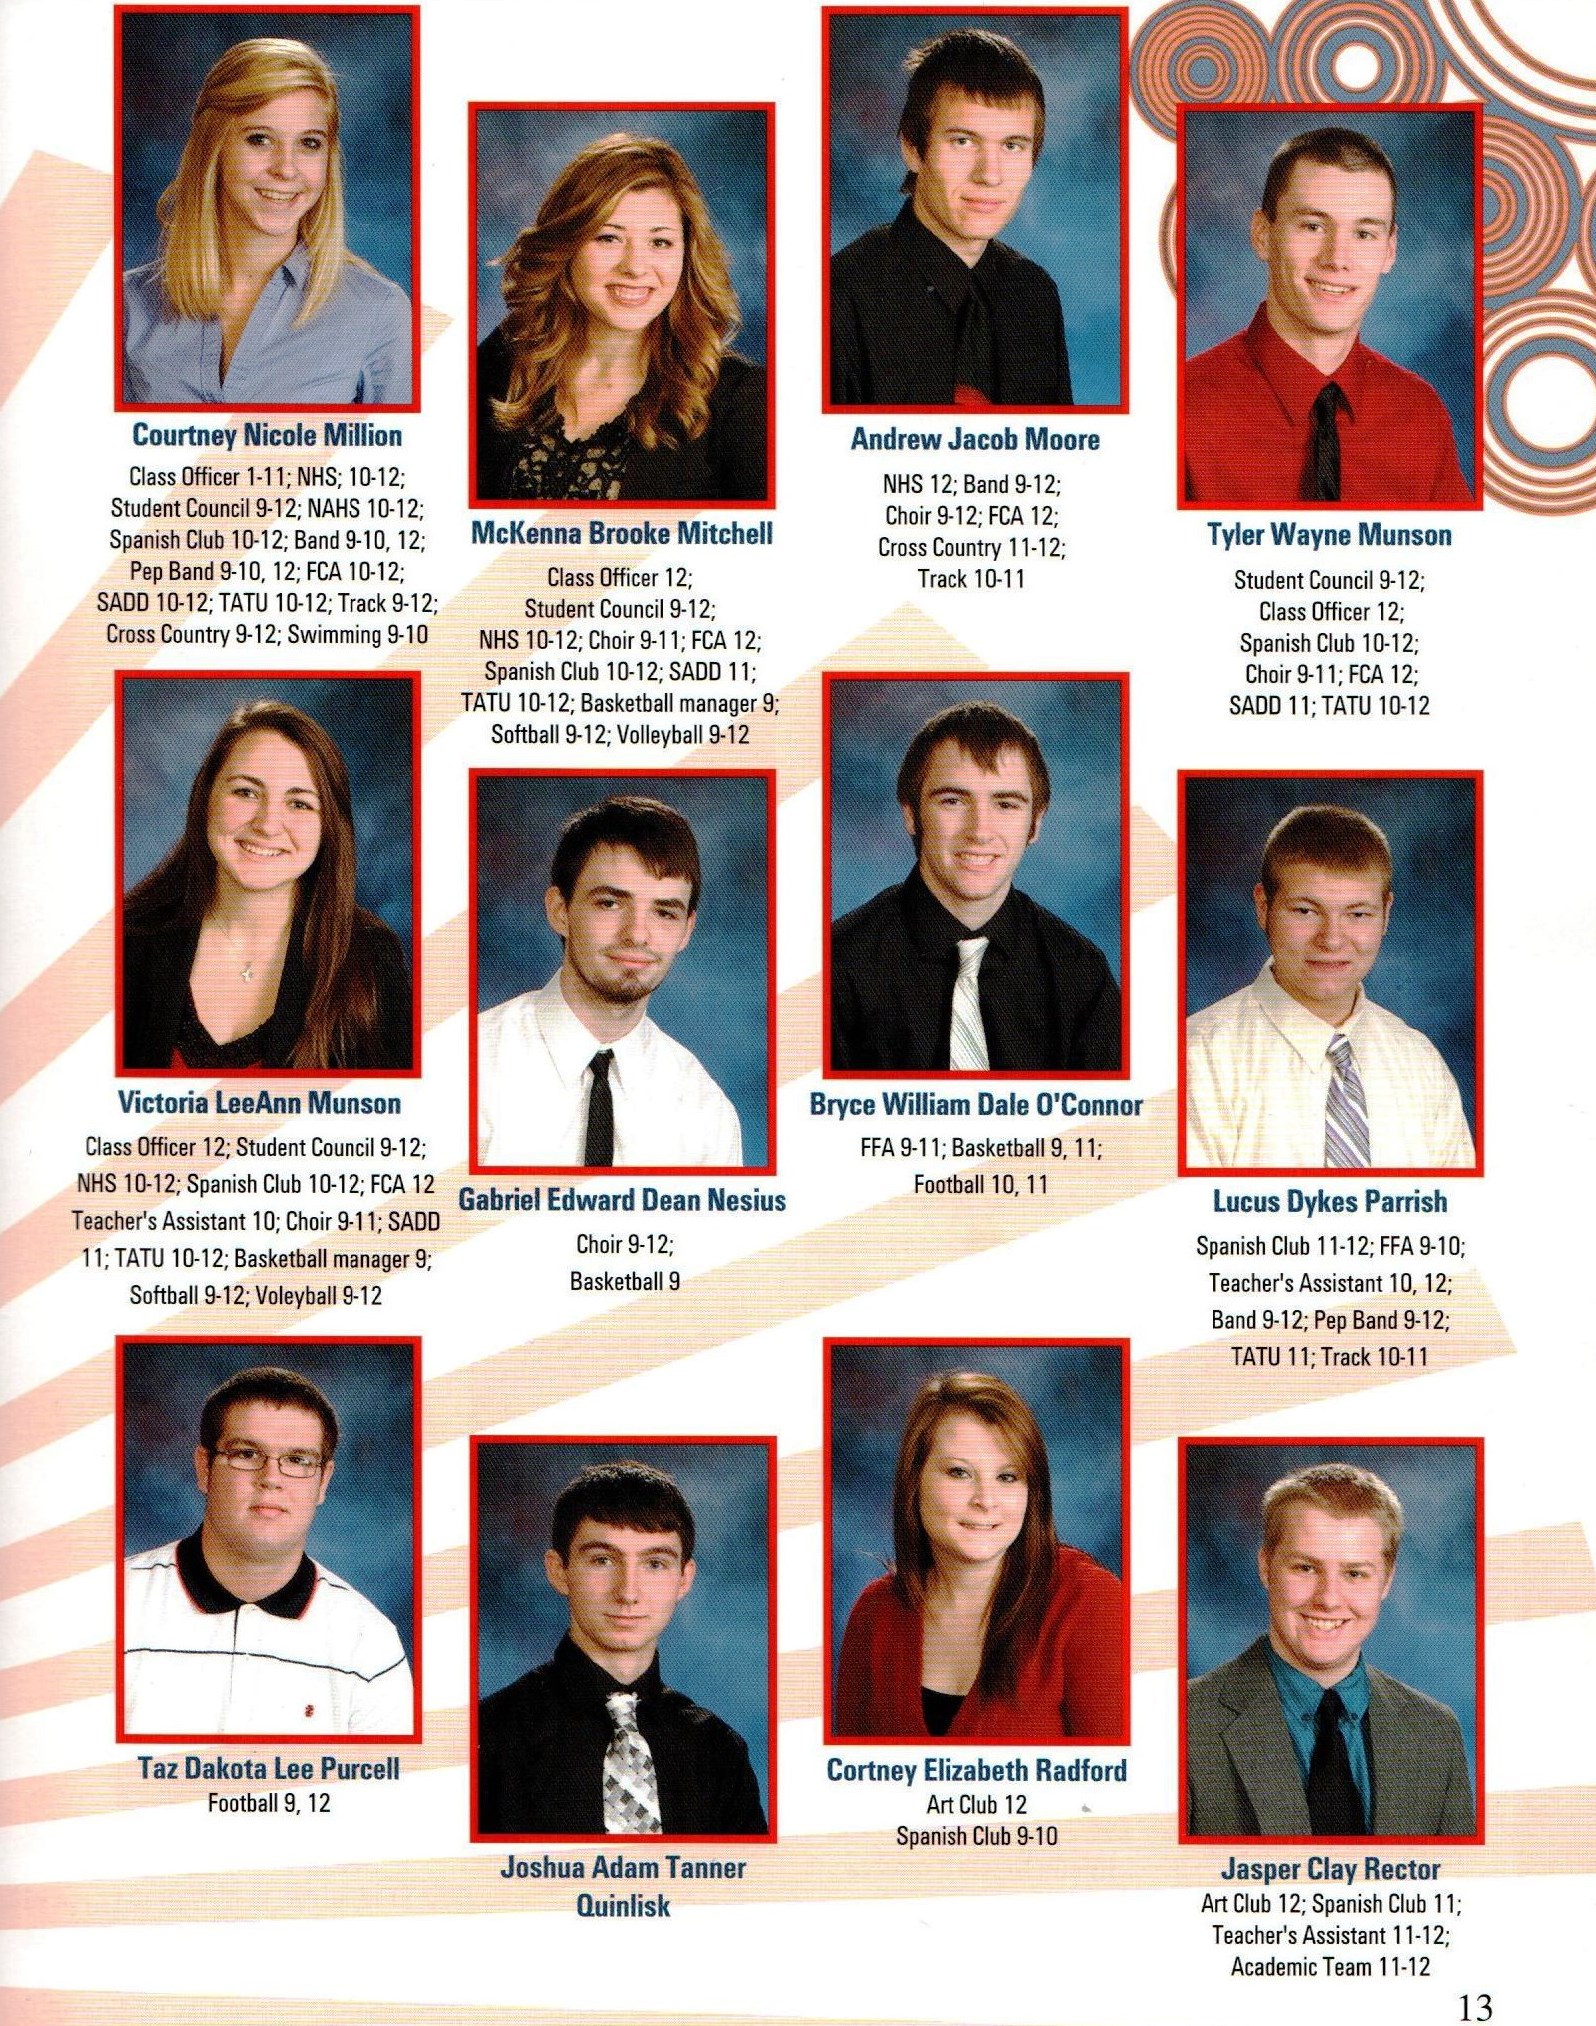 Courtney Nicole Million
Class Officer 1-11; NHS; 10-12;
Student Council 9-12; NAHS 10-12;
Spanish Club 10-12; Band 9-10, 12;
Pep Band 9-10, 12; FCA 10-12;
SADD 10-12; TATU 10-12; Track 9-12;
Cross Country 9-12; Swimming 9-10
McKenna Brooke Mitchell
Class Officer 12;
Student Council 9-12;
NHS 10-12; Choir 9-11; FCA 12;
Spanish Club 10-12; SADD 11;
TATU 10-12; Basketball manager 9;
Softball 9-12; Volleyball 9-12
Andrew Jacob Moore
NHS 12; Band 9-12;
Choir 9-12; FCA 12;
Cross Country 11-12;
Track 10-11
Tyler Wayne Munson
Student Council 9-12;
Class Officer 12;
Spanish Club 10-12;
Choir 9-11; FCA 12;
SADD 11; TATU 10-12
Victoria LeeAnn Munson
Class Officer 12; Student Council 9-12;
NHS 10-12; Spanish Club 10-12; FCA 12
Teacher's Assistant 10; Choir 9-11; SADD
11; TATU 10-12; Basketball manager 9;
Softball 9-12; Voleyball 9-12
Gabriel Edward Dean Nesius
Choir 9-12;
Basketball 9
Bryce William Dale O'Connor
FFA 9-11; Basketball 9, 11;
Football 10, 11
Lucus Dykes Parrish
Spanish Club 11-12; FFA 9-10;
Teacher's Assistant 10, 12;
Band 9-12; Pep Band 9-12;
TATU 11; Track 10-11
Taz Dakota Lee Purcell
Football 9, 12
Joshua Adam Tanner
Quinlisk
Cortney Elizabeth Radford
Art Club 12
Spanish Club 9-10
Jasper Clay Rector
Art Club 12; Spanish Club 11;
Teacher's Assistant 11-12;
Academic Team 11-12
13